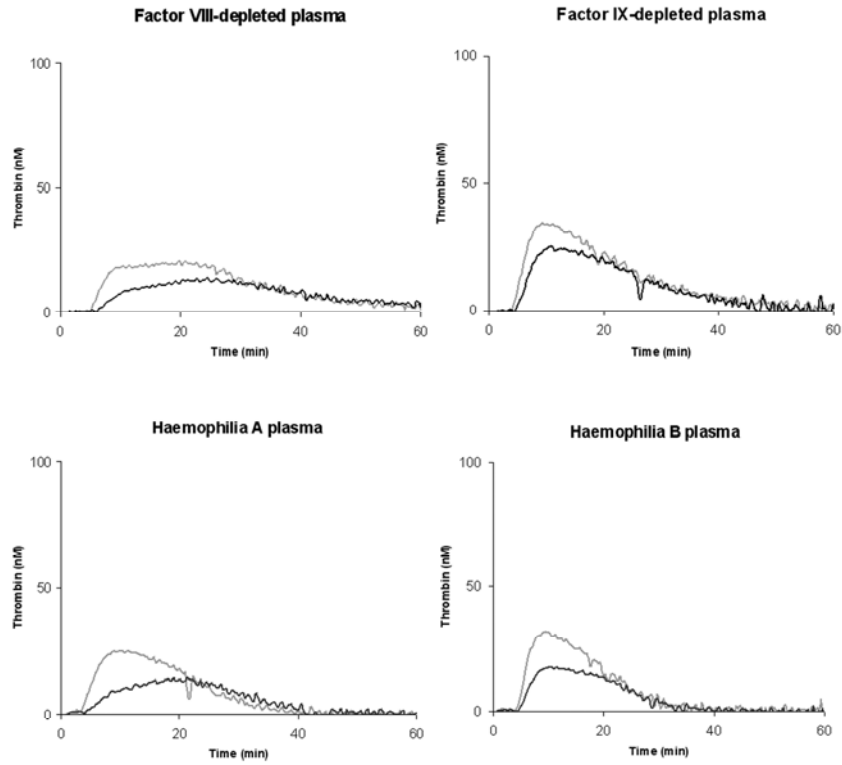 Factor VIII-depleted plasma
100
50
0
Thrombin (nM)
0 20 40 60
Time (min)
Factor IX-depleted plasma
100
50
0
Thrombin (nM)
0 20 40 60
Time (min)
Haemophilia A plasma
100
50
0
Thrombin (nM)
0 20 40 60
Time (min)
Haemophilia B plasma
100
50
0
Thrombin (nM)
0 20 40 60
Time (min)